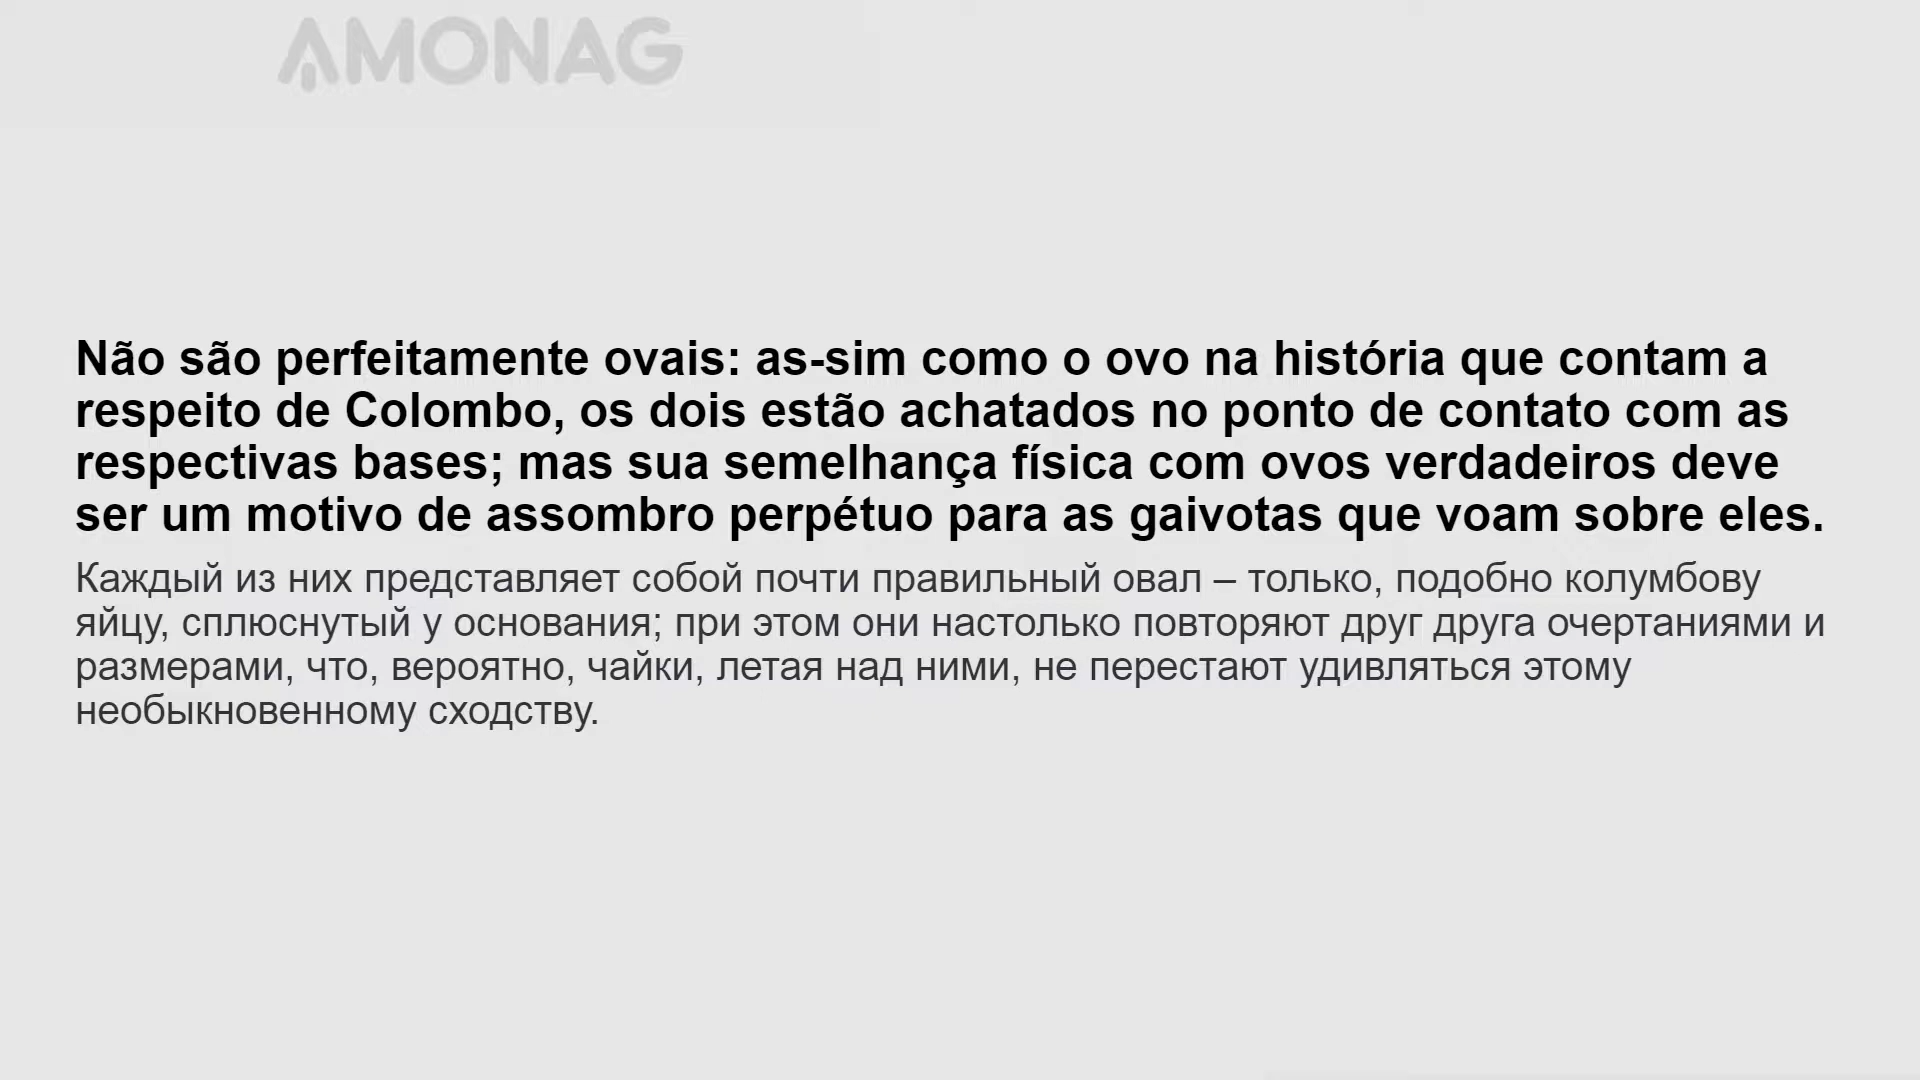 AMONAG
Não são perfeitamente ovais: as-sim como o ovo na história que contam a
respeito de Colombo, os dois estão achatados no ponto de contato com as
respectivas bases; mas sua semelhança física com ovos verdadeiros deve
ser um motivo de assombro perpétuo para as gaivotas que voam sobre eles.
Каждый из них представляет собой почти правильный овал – только, подобно колумбову
яйцу, сплюснутый у основания; при этом они настолько повторяют друг друга очертаниями и
размерами, что, вероятно, чайки, летая над ними, не перестают удивляться этому
необыкновенному сходству.